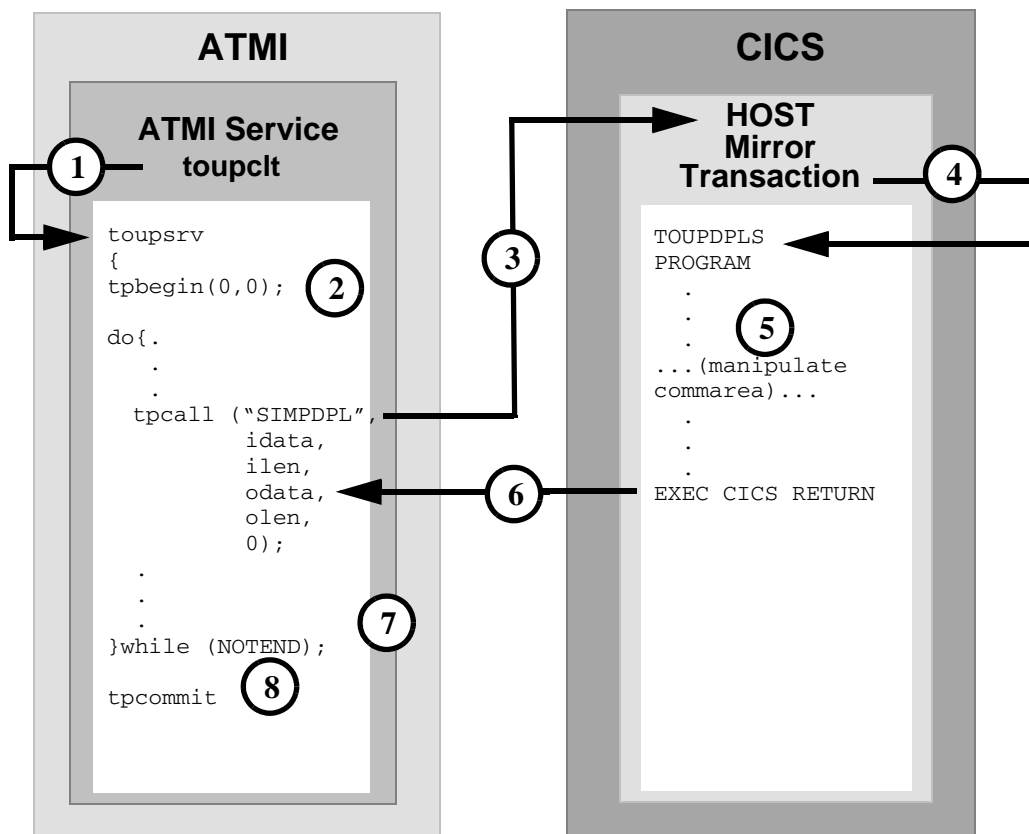 ATMI
ATMI Service
toupclt
1
toupsrv
{
tpbegin(0,0);
2
do{.
.
.
tpcall (“SIMPDPL”,
idata,
ilen,
odata,
olen,
0);
.
.
.
}while (NOTEND);
7
tpcommit
8
3
6
CICS
HOST
Mirror
Transaction
4
TOUPDPLS
PROGRAM
.
.
.
5
...(manipulate
commarea)...
.
.
.
EXEC CICS RETURN